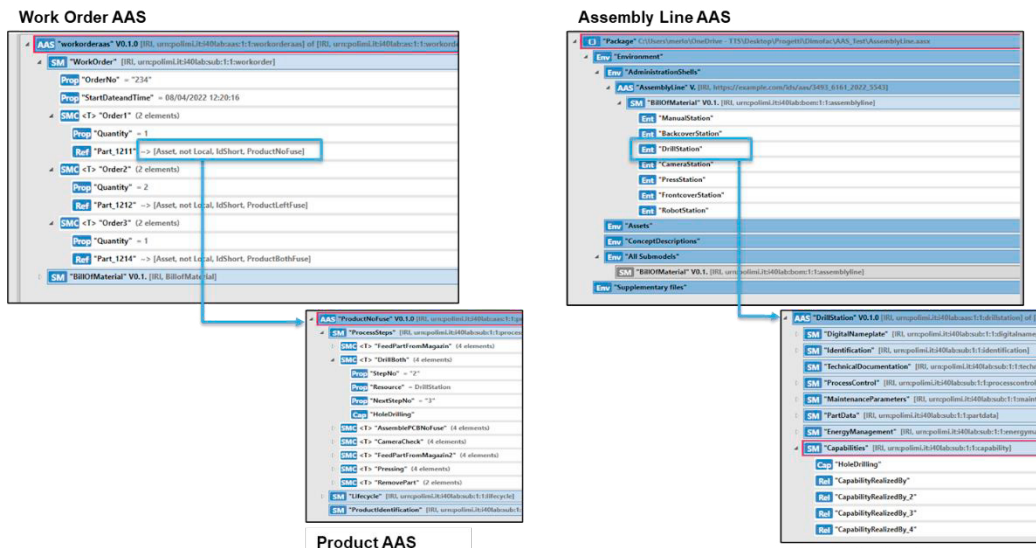 Work Order AAS
AAS "workorderaas" V0.1.0 [IRI, urn:polimi.it:i40lab:aas:1:1:workorderaas] of [IRI,
SM "WorkOrder" [IRI, urn:polimi.it:i40lab:sub:1:1:workorder]
Prop "OrderNo" = "234"
Prop "StartDateandTime" = 08/04/2022 12:20:16
SMC <T> "Order1" (2 elements)
Prop "Quantity" = 1
Ref "Part_1211" ~> [Asset, not Local, IdShort, ProductNoFuse]
SMC <T> "Order2" (2 elements)
Prop "Quantity" = 2
Ref "Part_1212" ~> [Asset, not Local, IdShort, ProductLeftFuse]
SMC <T> "Order3" (2 elements)
Prop "Quantity" = 1
Ref "Part_1214" ~> [Asset, not Local, IdShort, ProductBothFuse]
SM "BillOfMaterial" V0.1. [IRI, BillofMaterial]
Assembly Line AAS
"Package" C:\Users\merlo\OneDrive - TTS\Desktop\Progetti\Dimofac\AAS_Test\AssemblyLine.aasx
Env "Environment"
Env "AdministrationShells"
AAS "AssemblyLine" V. [IRI, https://example.com/ids/aas/3493_6161_2022_5543]
SM "BillOfMaterial" V0.1. [IRI, urn:polimi.it:i40lab:bom:1:1:assemblyline]
Ent "ManualStation"
Ent "BackcoverStation"
Ent "DrillStation"
Ent "CameraStation"
Ent "PressStation"
Ent "FrontcoverStation"
Ent "RobotStation"
Env "Assets"
Env "ConceptDescriptions"
Env "All Submodels"
SM "BillOfMaterial" V0.1. [IRI, urn:polimi.it:i40lab:bom:1:1:assemblyline]
Env "Supplementary files"
AAS "ProductNoFuse" V0.1.0 [IRI, urn:polimi.it:i40lab:aas:1:1:
SM "ProcessSteps" [IRI, urn:polimi.it:i40lab:sub:1:1:process
SMC <T> "FeedPartFromMagazin" (4 elements)
SMC <T> "DrillBoth" (4 elements)
Prop "StepNo" = "2"
Prop "Resource" = DrillStation
Prop "NextStepNo" = "3"
Cap "HoleDrilling"
SMC <T> "AssemblePCBNoFuse" (4 elements)
SMC <T> "CameraCheck" (4 elements)
SMC <T> "FeedPartFromMagazin2" (4 elements)
SMC <T> "Pressing" (4 elements)
SMC <T> "RemovePart" (2 elements)
SM "Lifecycle" [IRI, urn:polimi.it:i40lab:sub:1:1:lifecycle]
SM "ProductIdentification" [IRI, urn:polimi.it:i40lab:sub:1:
Product AAS
AAS "DrillStation" V0.1.0 [IRI, urn:polimi.it:i40lab:aas:1:1:drillstation] of [
SM "DigitalNameplate" [IRI, urn:polimi.it:i40lab:sub:1:1:digitalname
SM "Identification" [IRI, urn:polimi.it:i40lab:sub:1:1:identification]
SM "TechnicalDocumentation" [IRI, urn:polimi.it:i40lab:sub:1:1:techn
SM "ProcessControl" [IRI, urn:polimi.it:i40lab:sub:1:1:processcontrol
SM "MaintenanceParameters" [IRI, urn:polimi.it:i40lab:sub:1:1:maint
SM "PartData" [IRI, urn:polimi.it:i40lab:sub:1:1:partdata]
SM "EnergyManagement" [IRI, urn:polimi.it:i40lab:sub:1:1:energyma
SM "Capabilities" [IRI, urn:polimi.it:i40lab:sub:1:1:capability]
Cap "HoleDrilling"
Rel "CapabilityRealizedBy"
Rel "CapabilityRealizedBy_2"
Rel "CapabilityRealizedBy_3"
Rel "CapabilityRealizedBy_4"